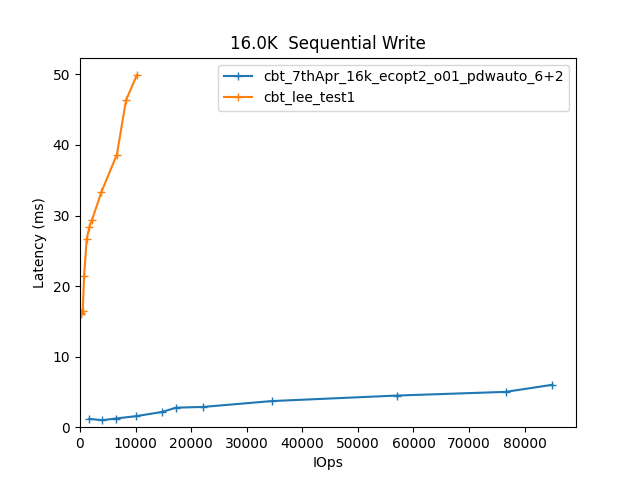 16.0K  Sequential Write
cbt_7thApr_16k_ecopt2_o01_pdwauto_6+2
cbt_lee_test1
50
40
30
20
10
0
Latency (ms)
0 10000 20000 30000 40000 50000 60000 70000 80000
IOps